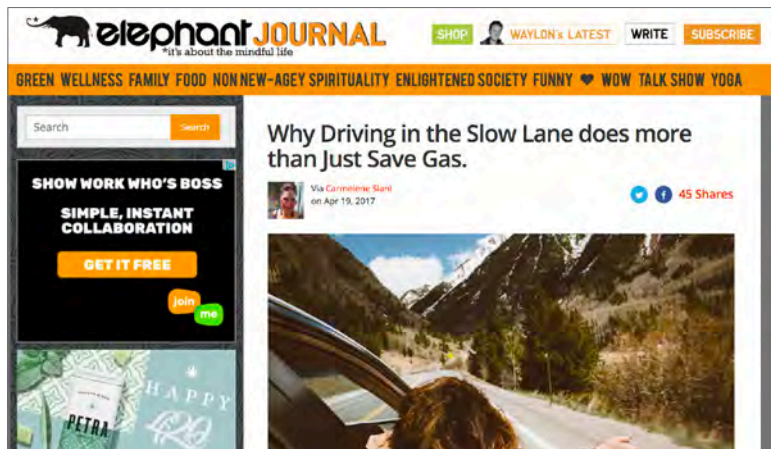 elephant JOURNAL
*it's about the mindful life
SHOP
WAYLON's LATEST
WRITE
SUBSCRIBE
GREEN WELLNESS FAMILY FOOD NON NEW-AGEY SPIRITUALITY ENLIGHTENED SOCIETY FUNNY ♥ WOW TALK SHOW YOGA
Search
Search
SHOW WORK WHO'S BOSS
SIMPLE, INSTANT
COLLABORATION
GET IT FREE
join
me
HAPPY
420
PETRA
Why Driving in the Slow Lane does more
than Just Save Gas.
Via Carmelene Siani
on Apr 19, 2017
45 Shares